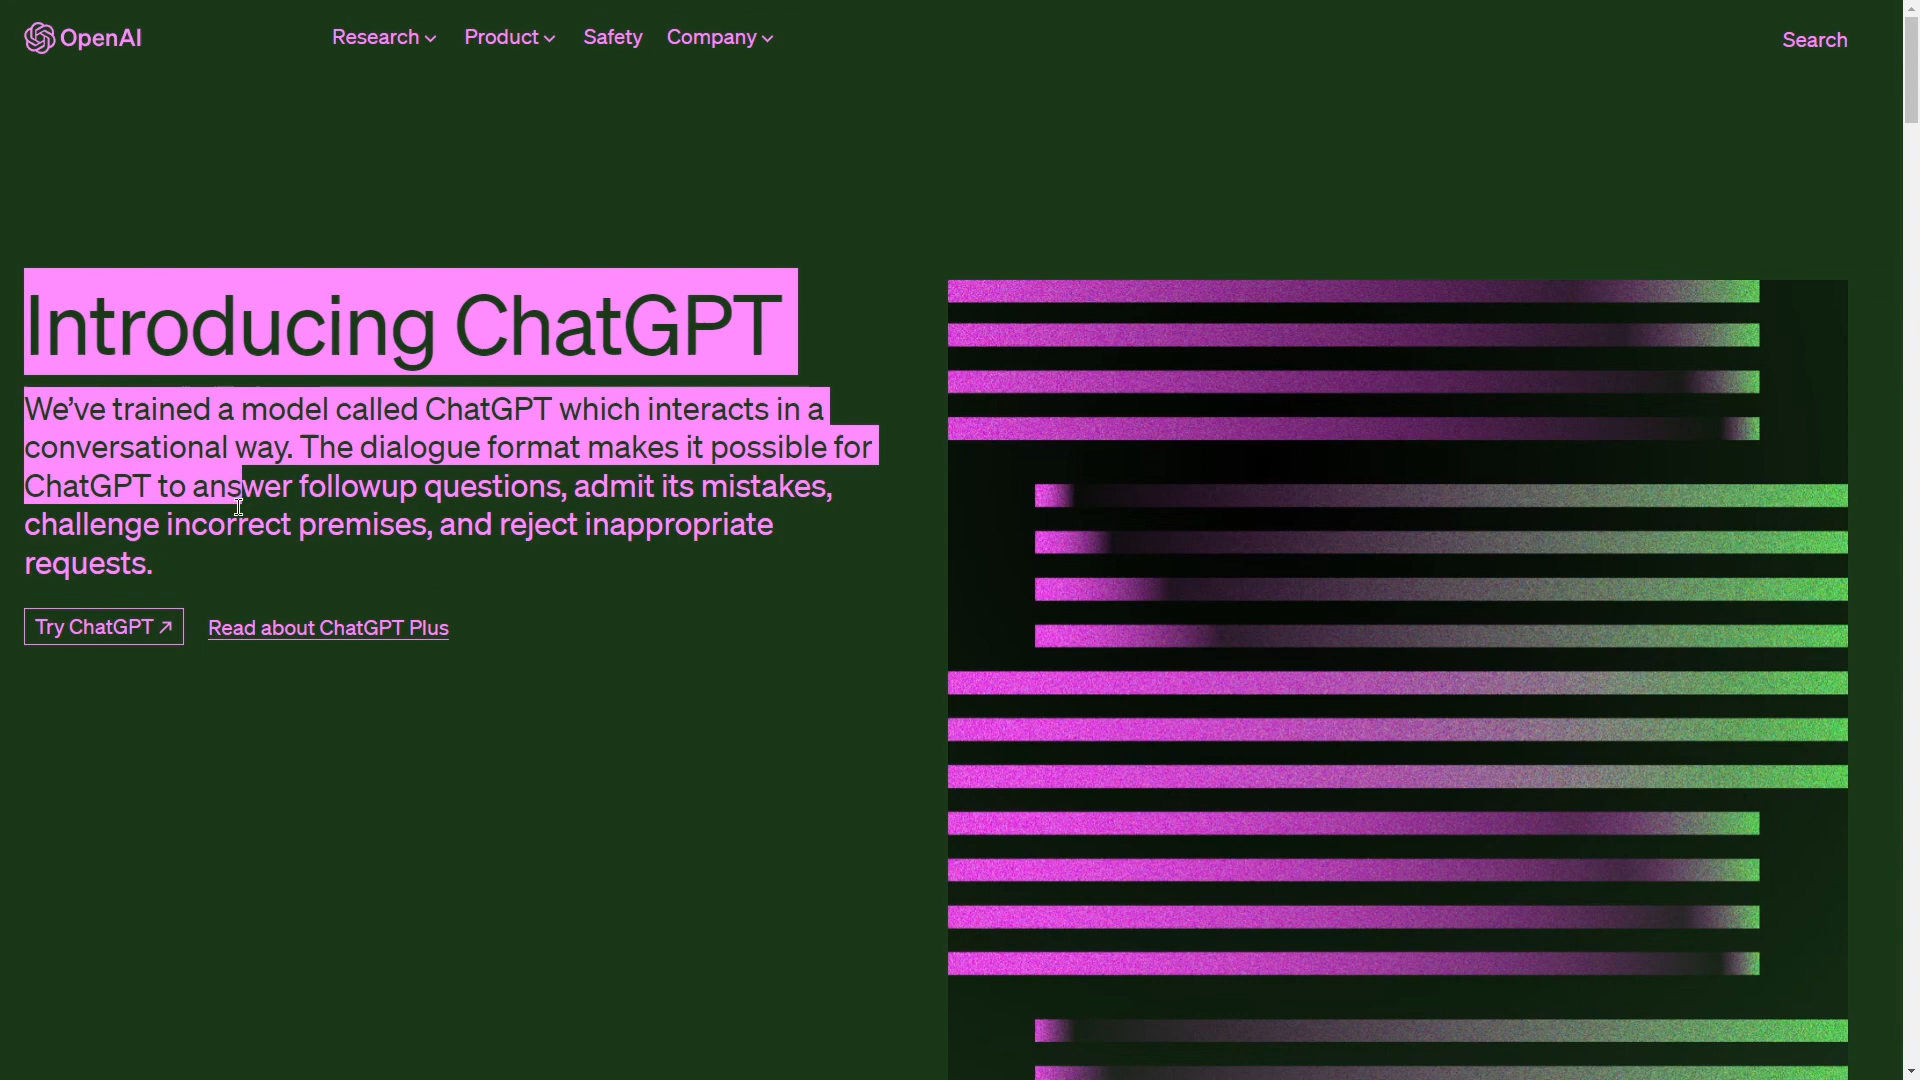 OpenAI
Research
Product
Safety
Company
Search
Introducing ChatGPT
We’ve trained a model called ChatGPT which interacts in a
conversational way. The dialogue format makes it possible for
ChatGPT to answer followup questions, admit its mistakes,
challenge incorrect premises, and reject inappropriate
requests.
Try ChatGPT ↗
Read about ChatGPT Plus